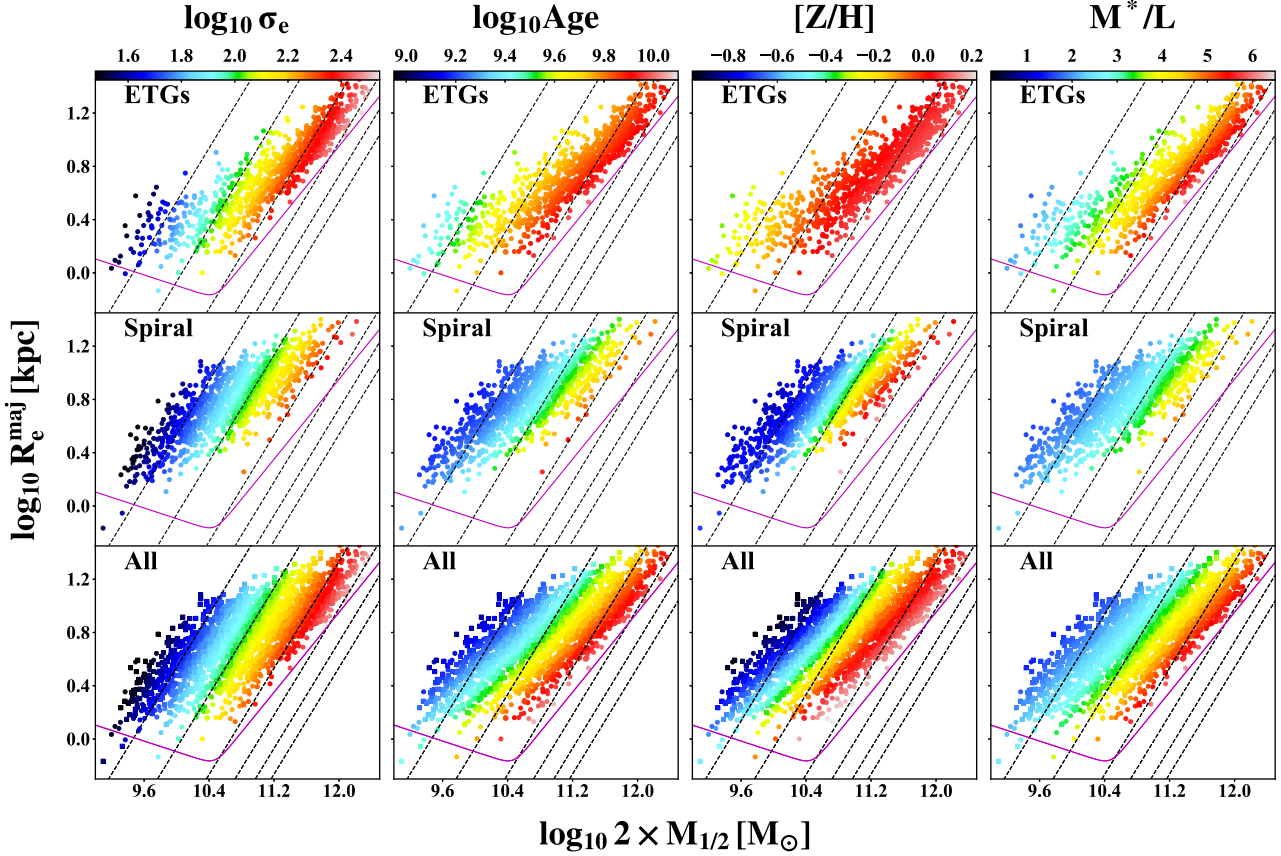 log₁₀ σₑ log₁₀Age [Z/H] M*/L
1.6 1.8 2.0 2.2 2.4 9.0 9.2 9.4 9.6 9.8 10.0 −0.8 −0.6 −0.4 −0.2 0.0 0.2 1 2 3 4 5 6
ETGs ETGs ETGs ETGs
1.2
0.8
0.4
0.0
Spiral Spiral Spiral Spiral
1.2
0.8
0.4
0.0
All All All All
1.2
0.8
0.4
0.0
9.6 10.4 11.2 12.0 9.6 10.4 11.2 12.0 9.6 10.4 11.2 12.0 9.6 10.4 11.2 12.0
log₁₀ Rₑᵐᵃʲ [kpc]
log₁₀ 2 × M₁/₂ [M⊙]